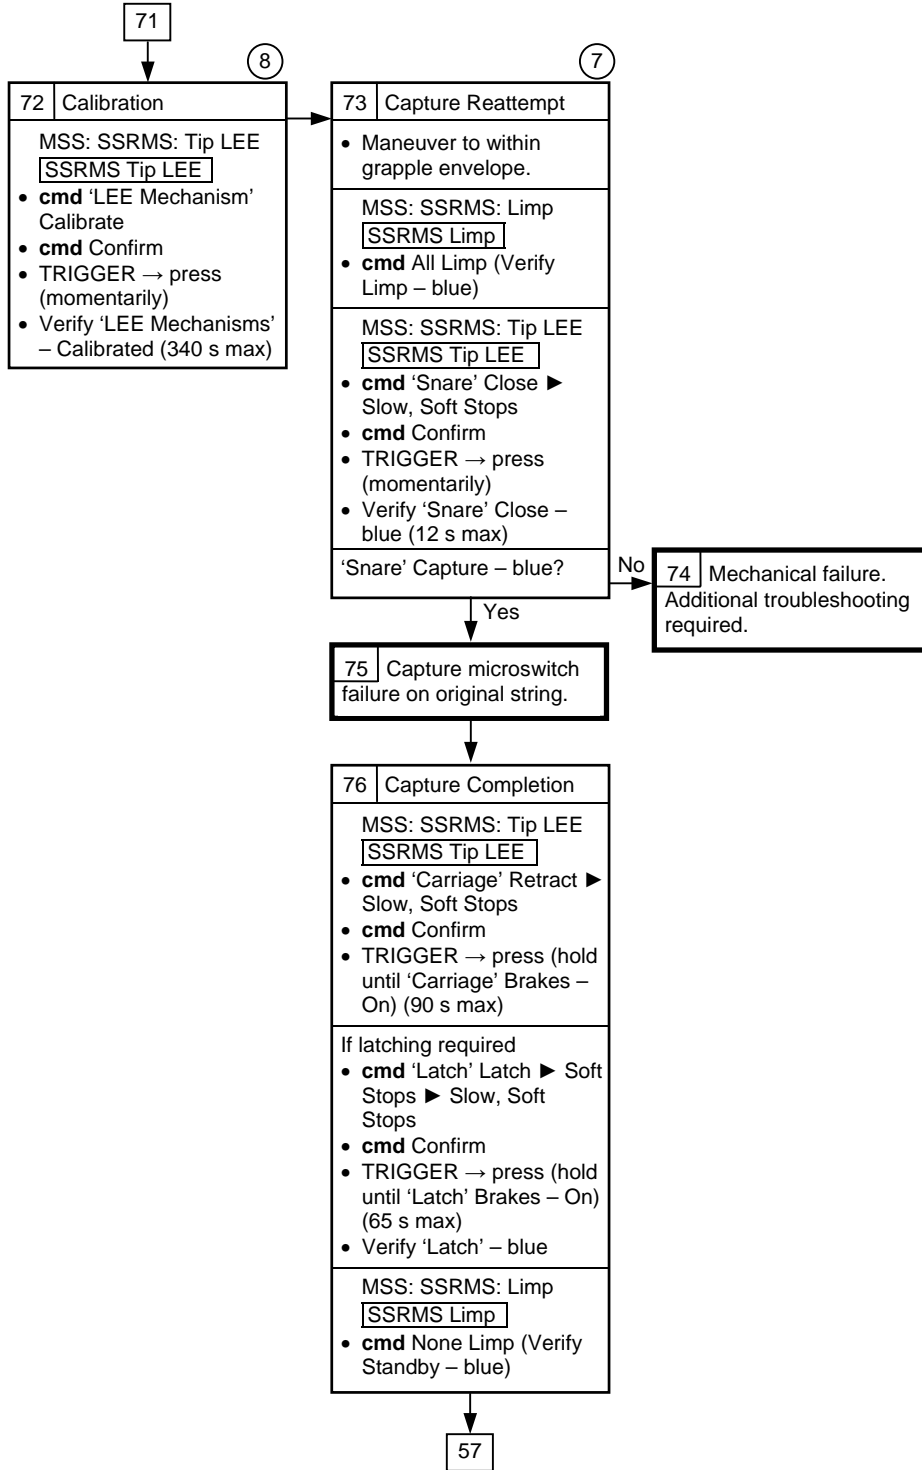 71
8
72 Calibration
MSS: SSRMS: Tip LEE
SSRMS Tip LEE
• cmd ‘LEE Mechanism’
Calibrate
• cmd Confirm
• TRIGGER → press
(momentarily)
• Verify ‘LEE Mechanisms’
– Calibrated (340 s max)
7
73 Capture Reattempt
• Maneuver to within
grapple envelope.
MSS: SSRMS: Limp
SSRMS Limp
• cmd All Limp (Verify
Limp – blue)
MSS: SSRMS: Tip LEE
SSRMS Tip LEE
• cmd ‘Snare’ Close ►
Slow, Soft Stops
• cmd Confirm
• TRIGGER → press
(momentarily)
• Verify ‘Snare’ Close –
blue (12 s max)
‘Snare’ Capture – blue?
No
74 Mechanical failure.
Additional troubleshooting
required.
Yes
75 Capture microswitch
failure on original string.
76 Capture Completion
MSS: SSRMS: Tip LEE
SSRMS Tip LEE
• cmd ‘Carriage’ Retract ►
Slow, Soft Stops
• cmd Confirm
• TRIGGER → press (hold
until ‘Carriage’ Brakes –
On) (90 s max)
If latching required
• cmd ‘Latch’ Latch ► Soft
Stops ► Slow, Soft
Stops
• cmd Confirm
• TRIGGER → press (hold
until ‘Latch’ Brakes – On)
(65 s max)
• Verify ‘Latch’ – blue
MSS: SSRMS: Limp
SSRMS Limp
• cmd None Limp (Verify
Standby – blue)
57